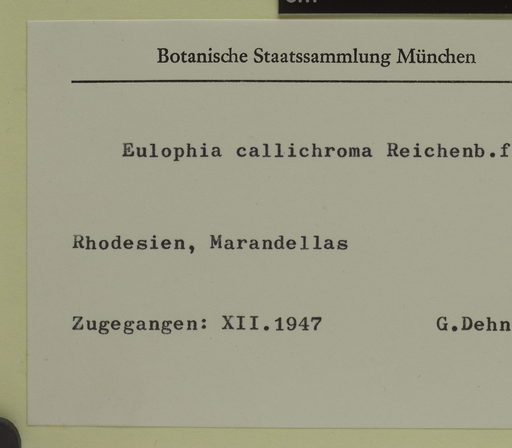 Botanische Staatssammlung München
Eulophia callichroma Reichenb.f
Rhodesien, Marandellas
Zugegangen: XII.1947 G.Dehn